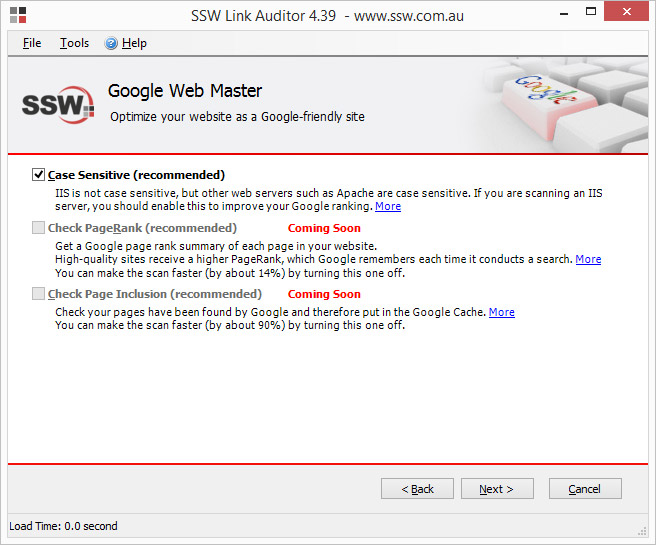 SSW Link Auditor 4.39 - www.ssw.com.au
File Tools Help
SSW
Google Web Master
Optimize your website as a Google-friendly site
Google
Case Sensitive (recommended)
IIS is not case sensitive, but other web servers such as Apache are case sensitive. If you are scanning an IIS
server, you should enable this to improve your Google ranking. More
Check PageRank (recommended) Coming Soon
Get a Google page rank summary of each page in your website.
High-quality sites receive a higher PageRank, which Google remembers each time it conducts a search. More
You can make the scan faster (by about 14%) by turning this one off.
Check Page Inclusion (recommended) Coming Soon
Check your pages have been found by Google and therefore put in the Google Cache. More
You can make the scan faster (by about 90%) by turning this one off.
< Back Next > Cancel
Load Time: 0.0 second